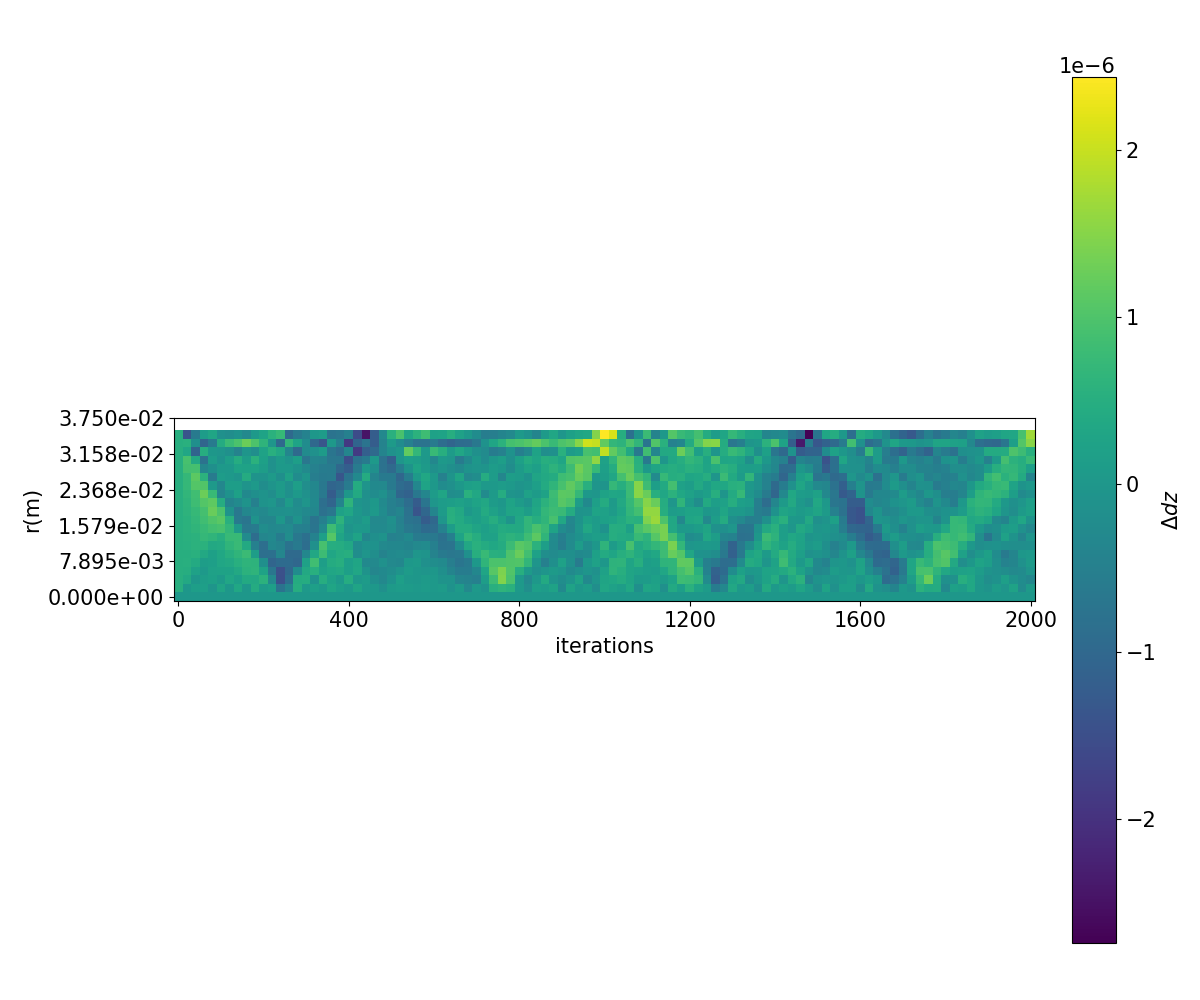 1e−6
2
1
0
−1
−2
Δdz
3.750e-02
3.158e-02
2.368e-02
1.579e-02
7.895e-03
0.000e+00
r(m)
0 400 800 1200 1600 2000
iterations